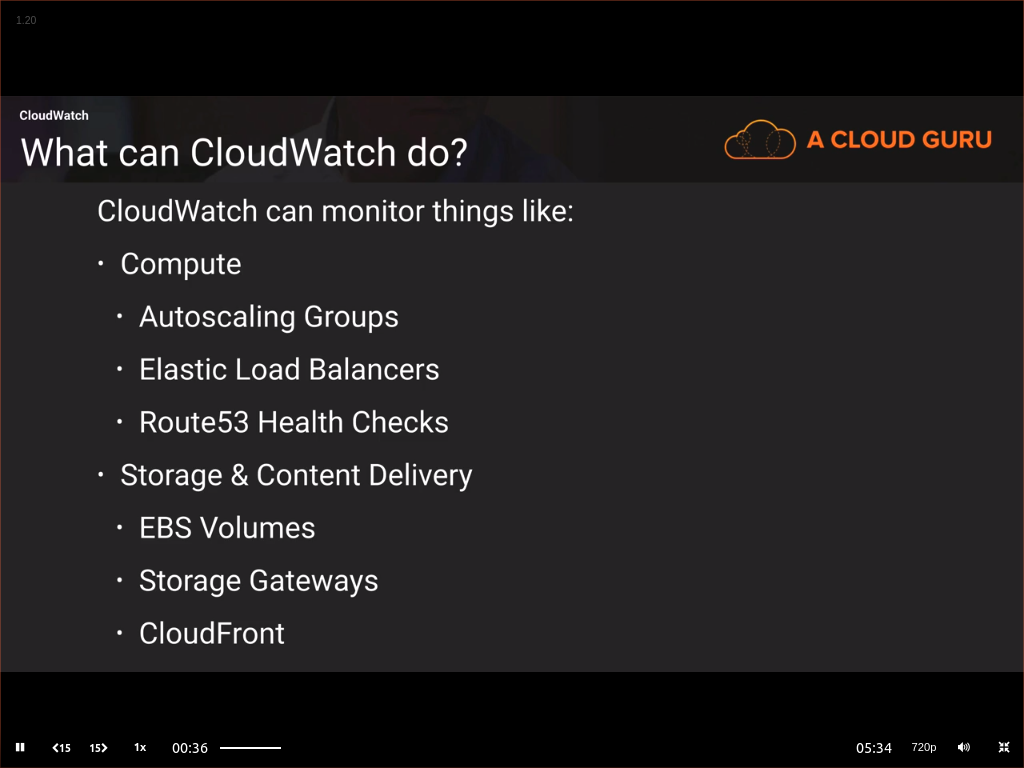 1.20
CloudWatch
What can CloudWatch do?
A CLOUD GURU
CloudWatch can monitor things like:
• Compute
• Autoscaling Groups
• Elastic Load Balancers
• Route53 Health Checks
• Storage & Content Delivery
• EBS Volumes
• Storage Gateways
• CloudFront
15 15 1x 00:36 05:34 720p